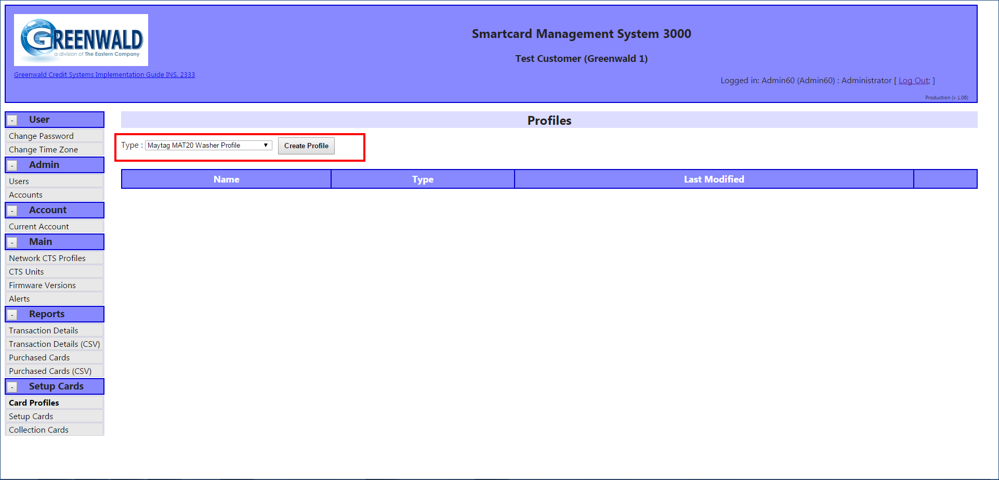 GREENWALD
a division of The Eastern Company
Greenwald Credit Systems Implementation Guide INS. 2333
Smartcard Management System 3000
Test Customer (Greenwald 1)
Logged in: Admin60 (Admin60) : Administrator [ Log Out; ]
Production (v 1.06)
- User
Change Password
Change Time Zone
- Admin
Users
Accounts
- Account
Current Account
- Main
Network CTS Profiles
CTS Units
Firmware Versions
Alerts
- Reports
Transaction Details
Transaction Details (CSV)
Purchased Cards
Purchased Cards (CSV)
- Setup Cards
Card Profiles
Setup Cards
Collection Cards
Profiles
Type : Maytag MAT20 Washer Profile ▼ Create Profile
Name Type Last Modified